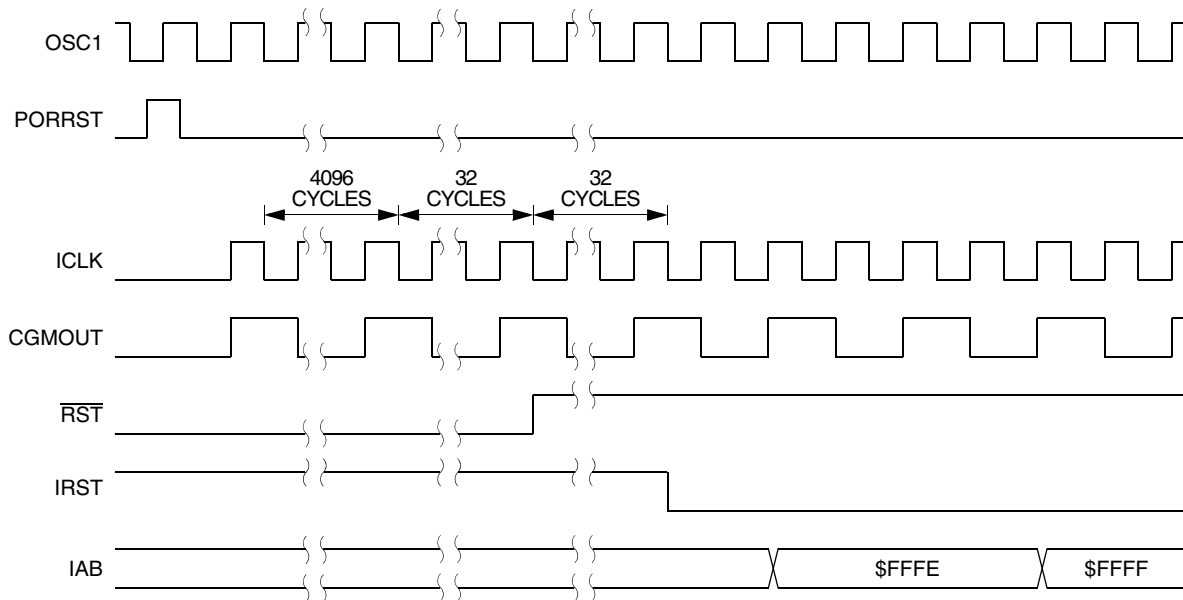 OSC1
PORRST
4096
CYCLES
32
CYCLES
32
CYCLES
ICLK
CGMOUT
RST
IRST
IAB
$FFFE
$FFFF